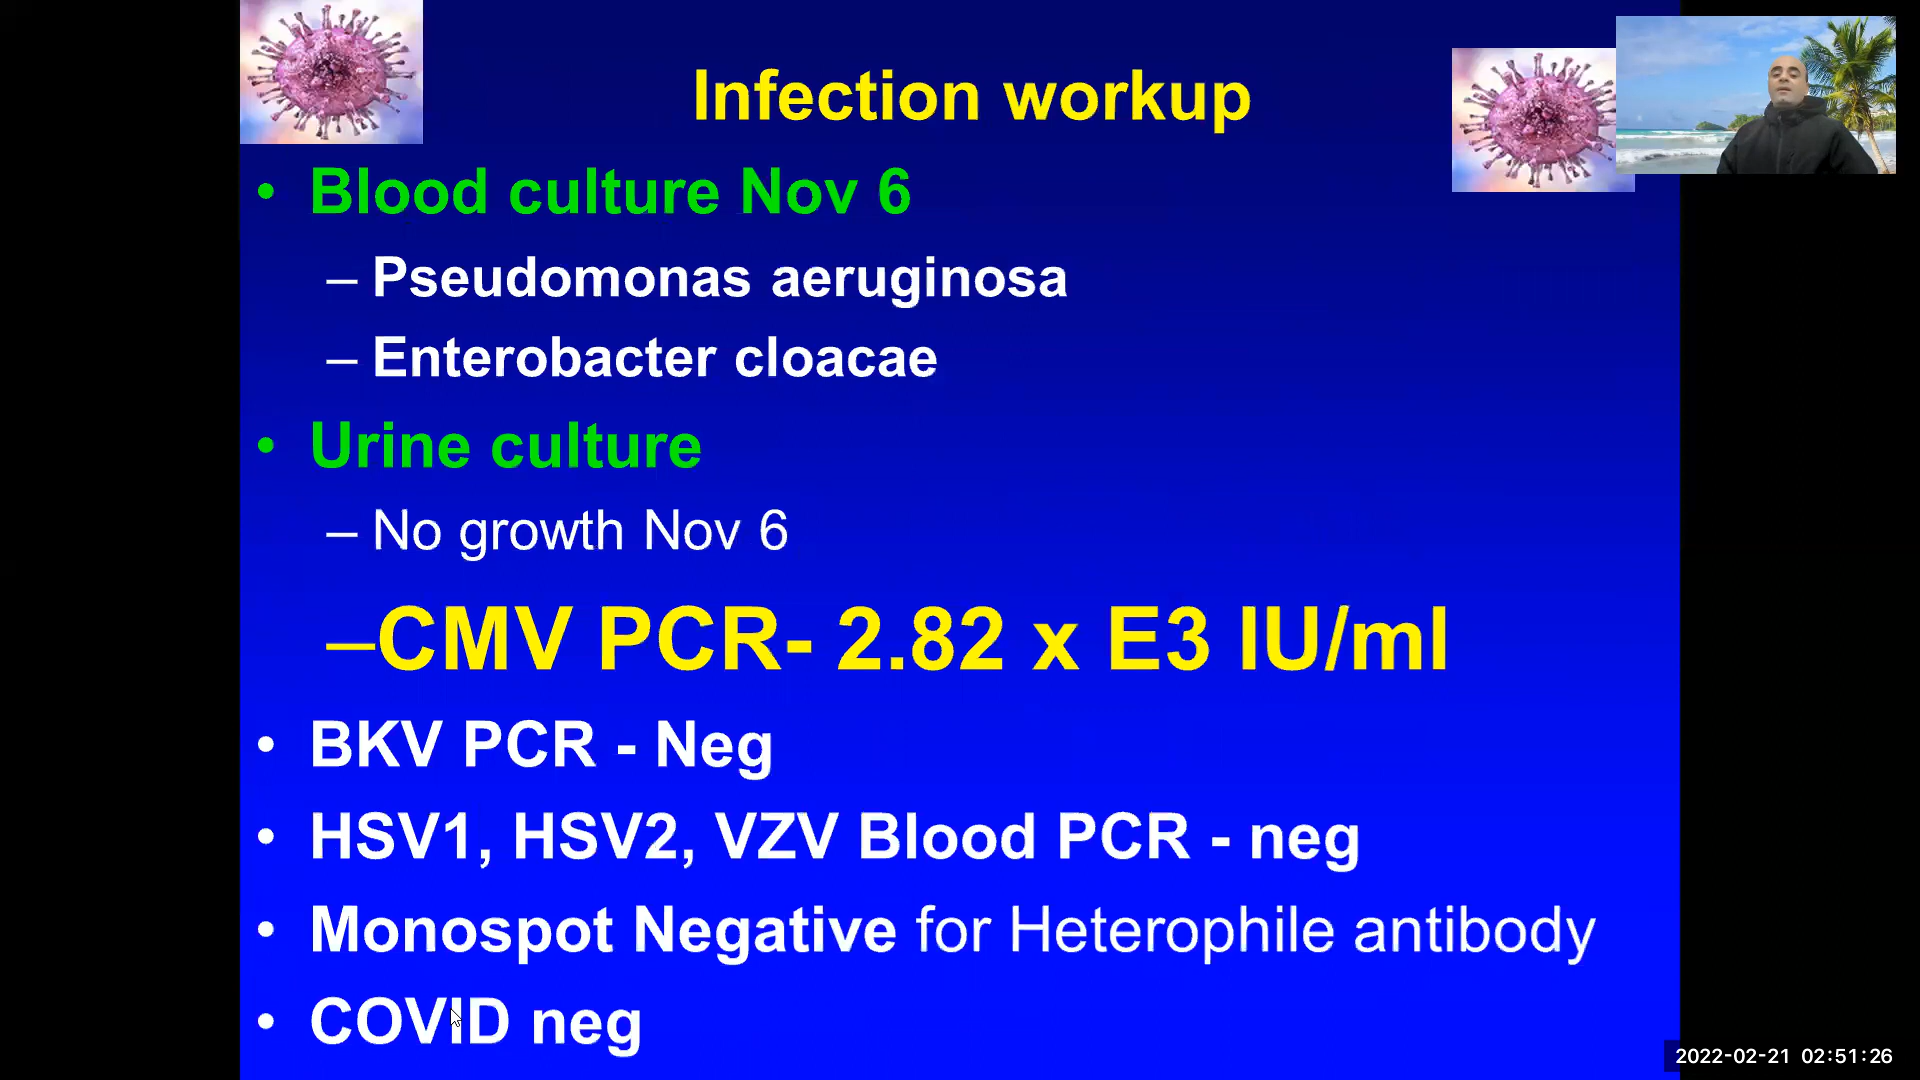 Infection workup
• Blood culture Nov 6
– Pseudomonas aeruginosa
– Enterobacter cloacae
• Urine culture
– No growth Nov 6
–CMV PCR- 2.82 x E3 IU/ml
• BKV PCR - Neg
• HSV1, HSV2, VZV Blood PCR - neg
• Monospot Negative for Heterophile antibody
• COVID neg
2022-02-21 02:51:26